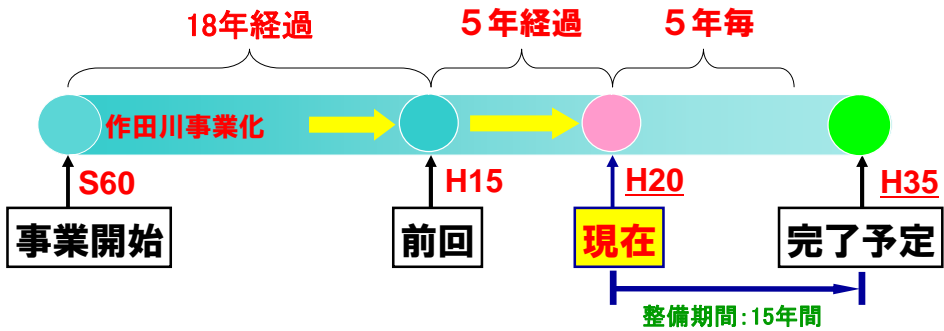 18年経過
５年経過
５年毎
作田川事業化
S60
H15
H20
H35
事業開始
前回
現在
完了予定
整備期間：15年間